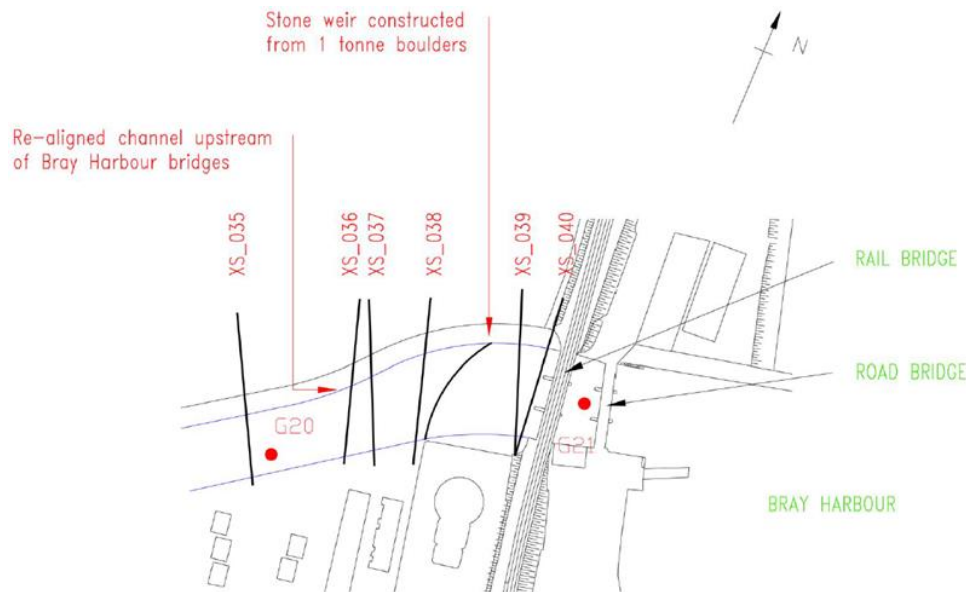 Stone weir constructed
from 1 tonne boulders
N
Re-aligned channel upstream
of Bray Harbour bridges
XS_035
XS_036
XS_037
XS_038
XS_039
XS_040
RAIL BRIDGE
ROAD BRIDGE
G20
G21
BRAY HARBOUR